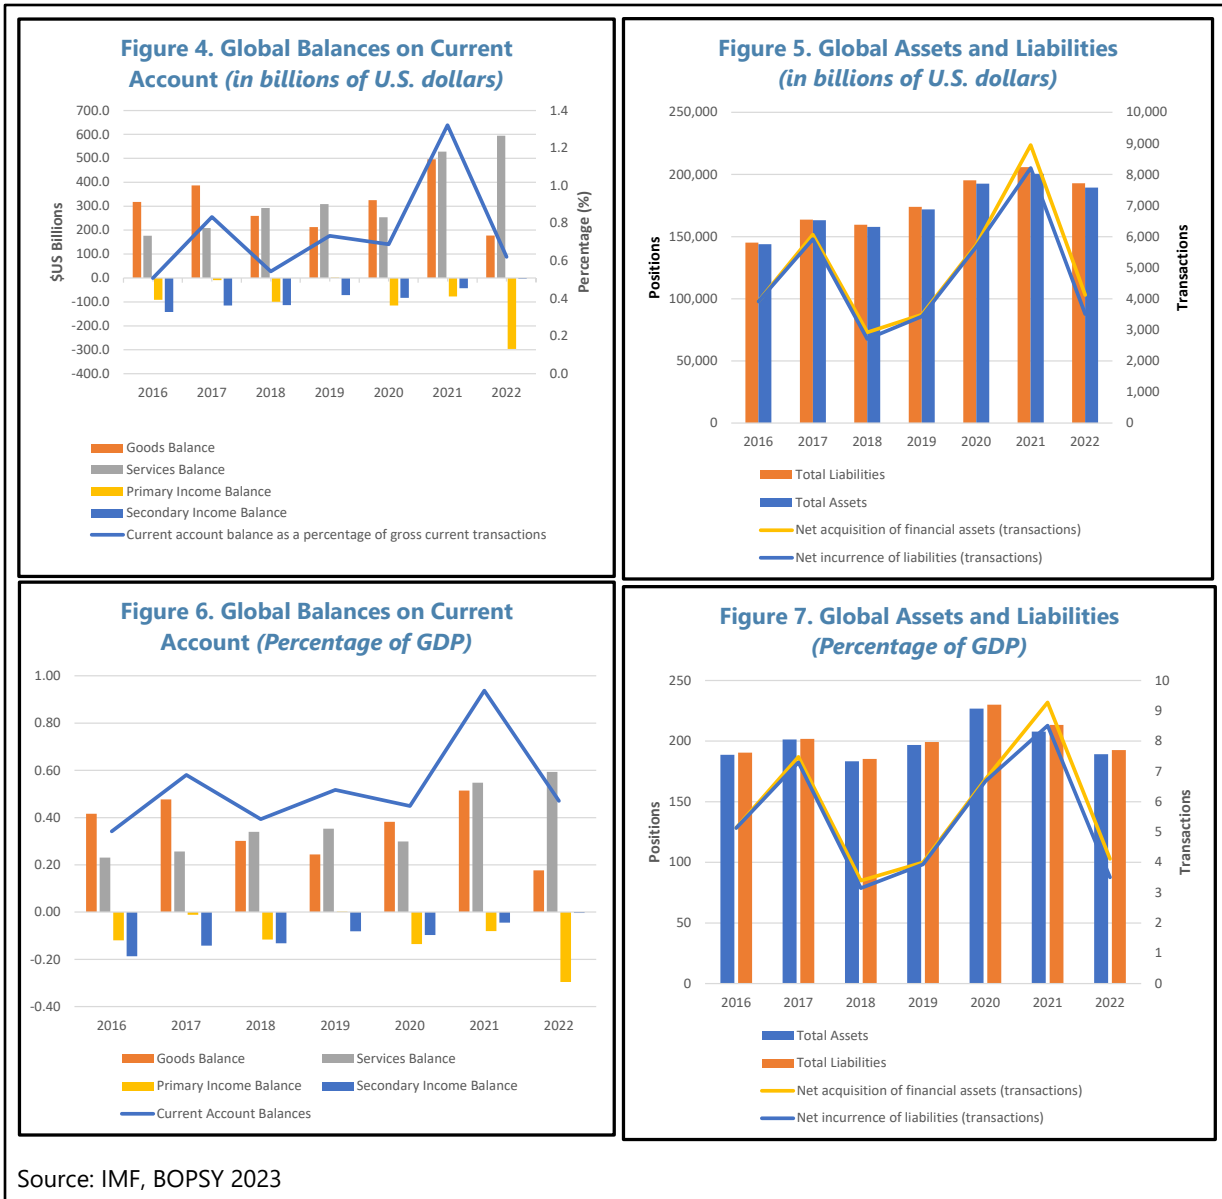 Figure 4. Global Balances on Current
Account (in billions of U.S. dollars)
700.0
600.0
500.0
400.0
300.0
200.0
100.0
0.0
-100.0
-200.0
-300.0
-400.0
$US Billions
1.4
1.2
1.0
0.8
0.6
0.4
0.2
0.0
Percentage (%)
2016 2017 2018 2019 2020 2021 2022
Goods Balance
Services Balance
Primary Income Balance
Secondary Income Balance
Current account balance as a percentage of gross current transactions
Figure 5. Global Assets and Liabilities
(in billions of U.S. dollars)
250,000
200,000
150,000
100,000
50,000
0
Positions
10,000
9,000
8,000
7,000
6,000
5,000
4,000
3,000
2,000
1,000
0
Transactions
2016 2017 2018 2019 2020 2021 2022
Total Liabilities
Total Assets
Net acquisition of financial assets (transactions)
Net incurrence of liabilities (transactions)
Figure 6. Global Balances on Current
Account (Percentage of GDP)
1.00
0.80
0.60
0.40
0.20
0.00
-0.20
-0.40
2016 2017 2018 2019 2020 2021 2022
Goods Balance Services Balance
Primary Income Balance Secondary Income Balance
Current Account Balances
Figure 7. Global Assets and Liabilities
(Percentage of GDP)
250
200
150
100
50
0
Positions
10
9
8
7
6
5
4
3
2
1
0
Transactions
2016 2017 2018 2019 2020 2021 2022
Total Assets
Total Liabilities
Net acquisition of financial assets (transactions)
Net incurrence of liabilities (transactions)
Source: IMF, BOPSY 2023